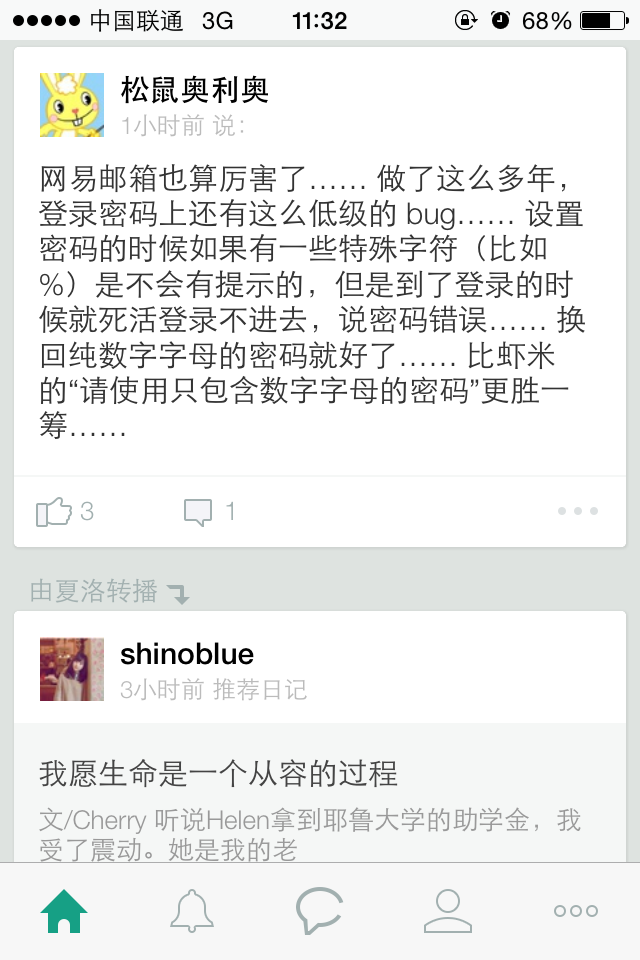 中国联通 3G 11:32 68%
松鼠奥利奥
1小时前 说：
网易邮箱也算厉害了…… 做了这么多年，
登录密码上还有这么低级的 bug…… 设置
密码的时候如果有一些特殊字符（比如
%）是不会有提示的，但是到了登录的时
候就死活登录不进去，说密码错误…… 换
回纯数字字母的密码就好了…… 比虾米
的“请使用只包含数字字母的密码”更胜一
筹……
3 1
由夏洛转播
shinoblue
3小时前 推荐日记
我愿生命是一个从容的过程
文/Cherry 听说Helen拿到耶鲁大学的助学金，我
受了震动。她是我的老